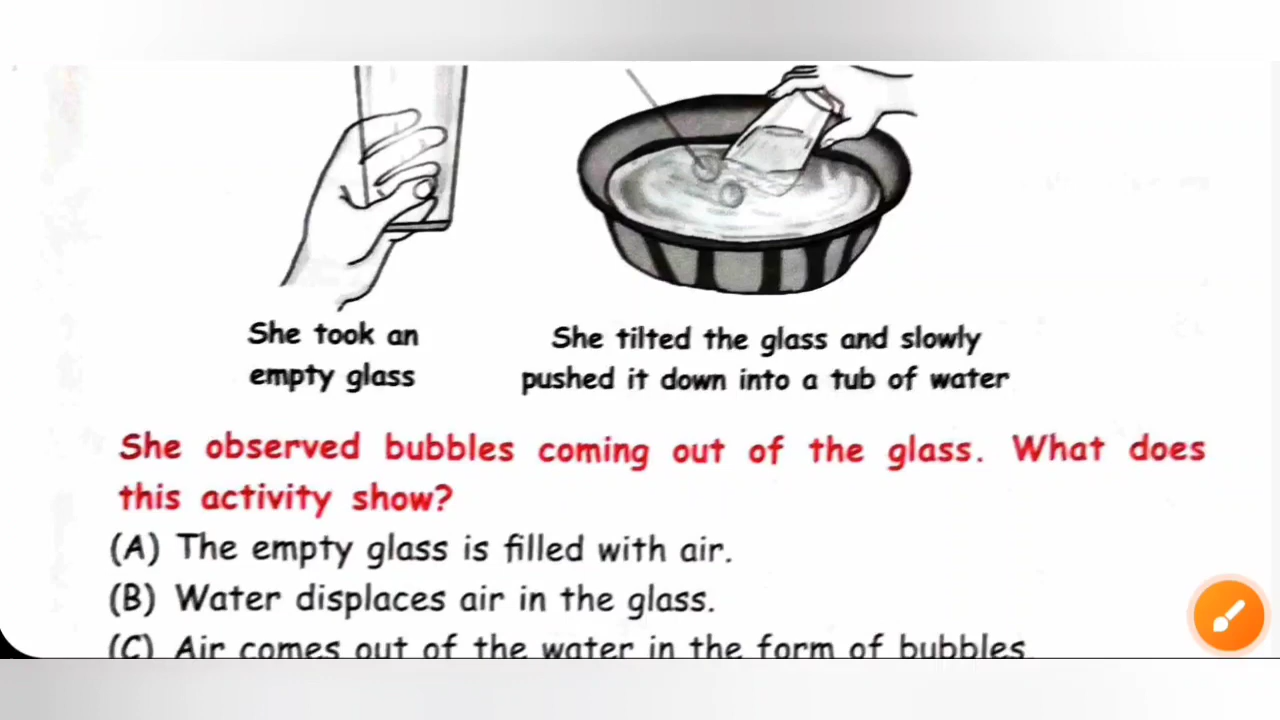 She took an
empty glass
She tilted the glass and slowly
pushed it down into a tub of water
She observed bubbles coming out of the glass. What does
this activity show?
(A) The empty glass is filled with air.
(B) Water displaces air in the glass.
(C) Air comes out of the water in the form of bubbles